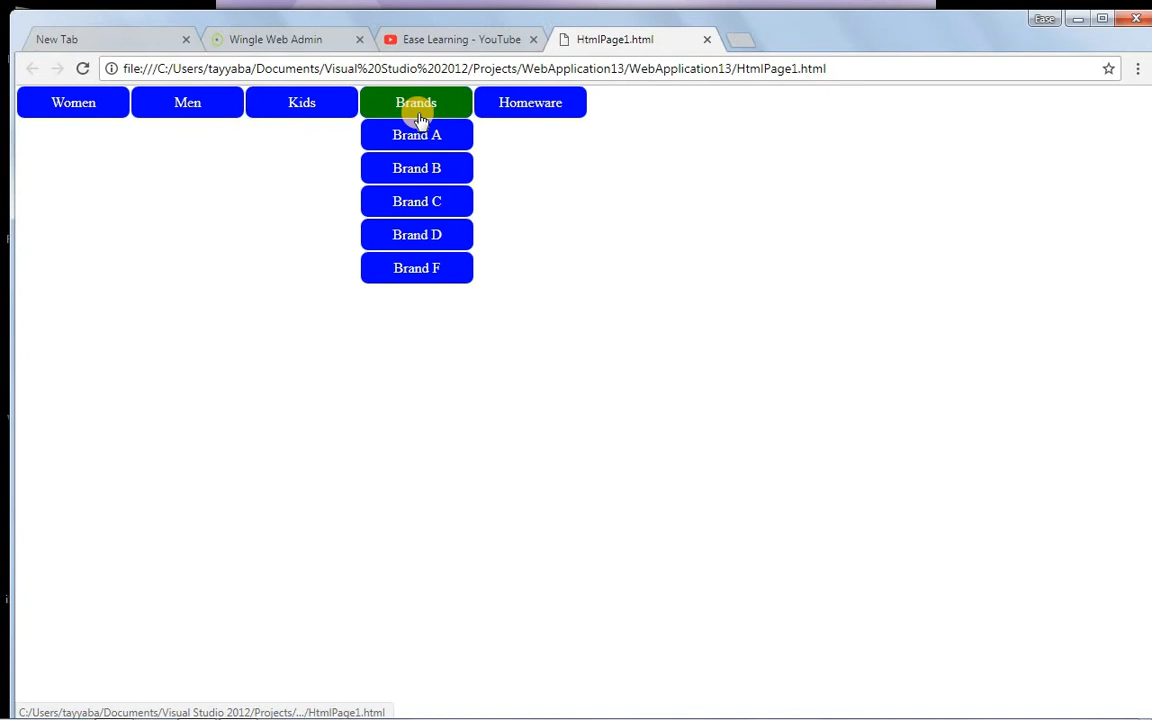 Ease
New Tab
Wingle Web Admin
Ease Learning - YouTube
HtmlPage1.html
file:///C:/Users/tayyaba/Documents/Visual%20Studio%202012/Projects/WebApplication13/WebApplication13/HtmlPage1.html
Women
Men
Kids
Brands
Homeware
Brand A
Brand B
Brand C
Brand D
Brand F
C:/Users/tayyaba/Documents/Visual Studio 2012/Projects/.../HtmlPage1.html